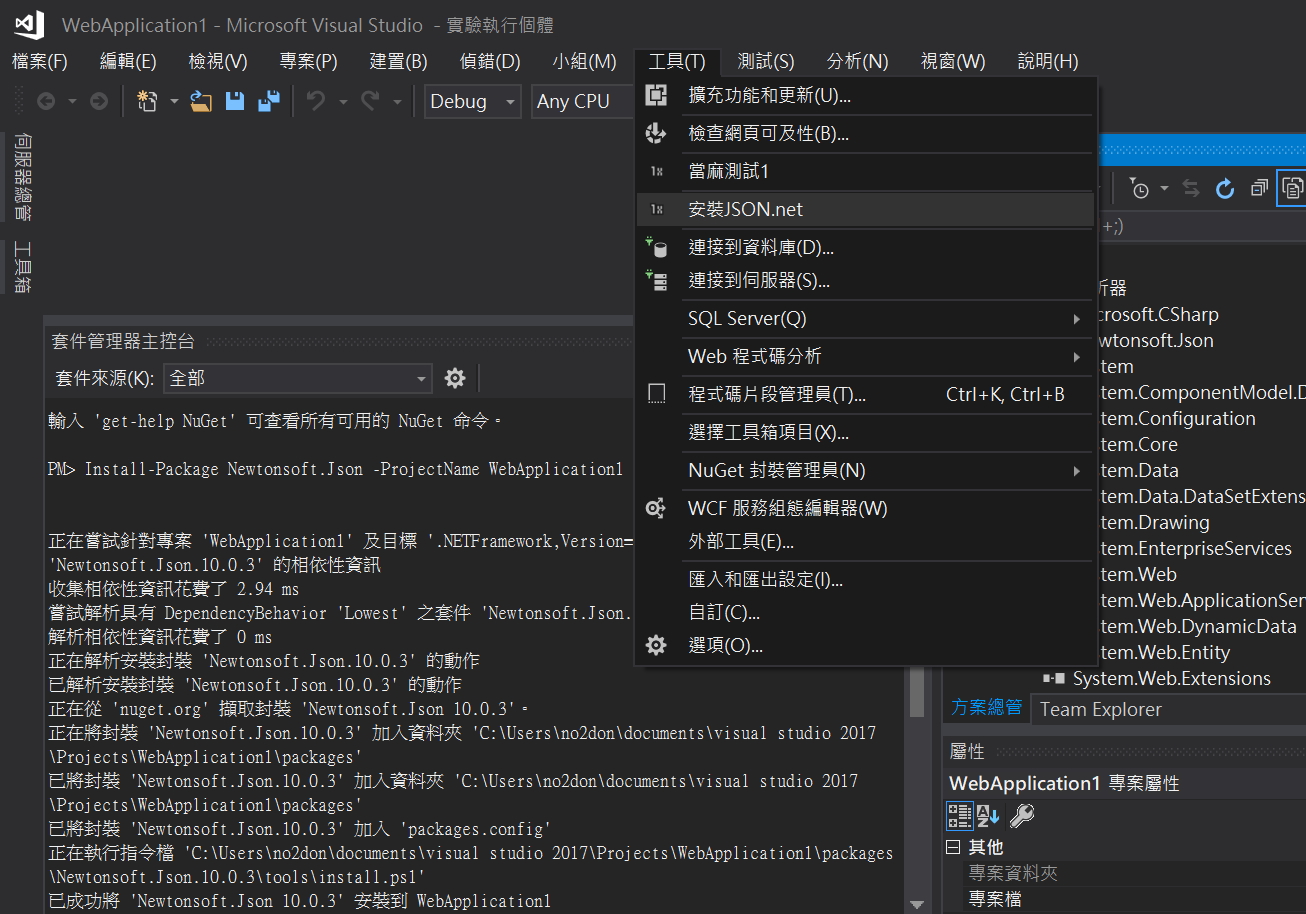 WebApplication1 - Microsoft Visual Studio - 實驗執行個體
檔案(F) 編輯(E) 檢視(V) 專案(P) 建置(B) 偵錯(D) 小組(M) 工具(T) 測試(S) 分析(N) 視窗(W) 說明(H)
Debug Any CPU
伺服器總管
工具箱
擴充功能和更新(U)...
檢查網頁可及性(B)...
當麻測試1
安裝JSON.net
連接到資料庫(D)...
連接到伺服器(S)...
SQL Server(Q)
Web 程式碼分析
程式碼片段管理員(T)... Ctrl+K, Ctrl+B
選擇工具箱項目(X)...
NuGet 封裝管理員(N)
WCF 服務組態編輯器(W)
外部工具(E)...
匯入和匯出設定(I)...
自訂(C)...
選項(O)...
套件管理器主控台
套件來源(K): 全部
輸入 'get-help NuGet' 可查看所有可用的 NuGet 命令。
PM> Install-Package Newtonsoft.Json -ProjectName WebApplication1
正在嘗試針對專案 'WebApplication1' 及目標 '.NETFramework,Version=
'Newtonsoft.Json.10.0.3' 的相依性資訊
收集相依性資訊花費了 2.94 ms
嘗試解析具有 DependencyBehavior 'Lowest' 之套件 'Newtonsoft.Json.
解析相依性資訊花費了 0 ms
正在解析安裝封裝 'Newtonsoft.Json.10.0.3' 的動作
已解析安裝封裝 'Newtonsoft.Json.10.0.3' 的動作
正在從 'nuget.org' 擷取封裝 'Newtonsoft.Json 10.0.3'。
正在將封裝 'Newtonsoft.Json.10.0.3' 加入資料夾 'C:\Users\no2don\documents\visual studio 2017
\Projects\WebApplication1\packages'
已將封裝 'Newtonsoft.Json.10.0.3' 加入資料夾 'C:\Users\no2don\documents\visual studio 2017
\Projects\WebApplication1\packages'
已將封裝 'Newtonsoft.Json.10.0.3' 加入 'packages.config'
正在執行指令檔 'C:\Users\no2don\documents\visual studio 2017\Projects\WebApplication1\packages
\Newtonsoft.Json.10.0.3\tools\install.ps1'
已成功將 'Newtonsoft.Json 10.0.3' 安裝到 WebApplication1
+;)
析器
crosoft.CSharp
wtonsoft.Json
tem
tem.ComponentModel.D
tem.Configuration
tem.Core
tem.Data
tem.Data.DataSetExtens
tem.Drawing
tem.EnterpriseServices
tem.Web
tem.Web.ApplicationSer
tem.Web.DynamicData
tem.Web.Entity
System.Web.Extensions
方案總管 Team Explorer
屬性
WebApplication1 專案屬性
其他
專案資料夾
專案檔